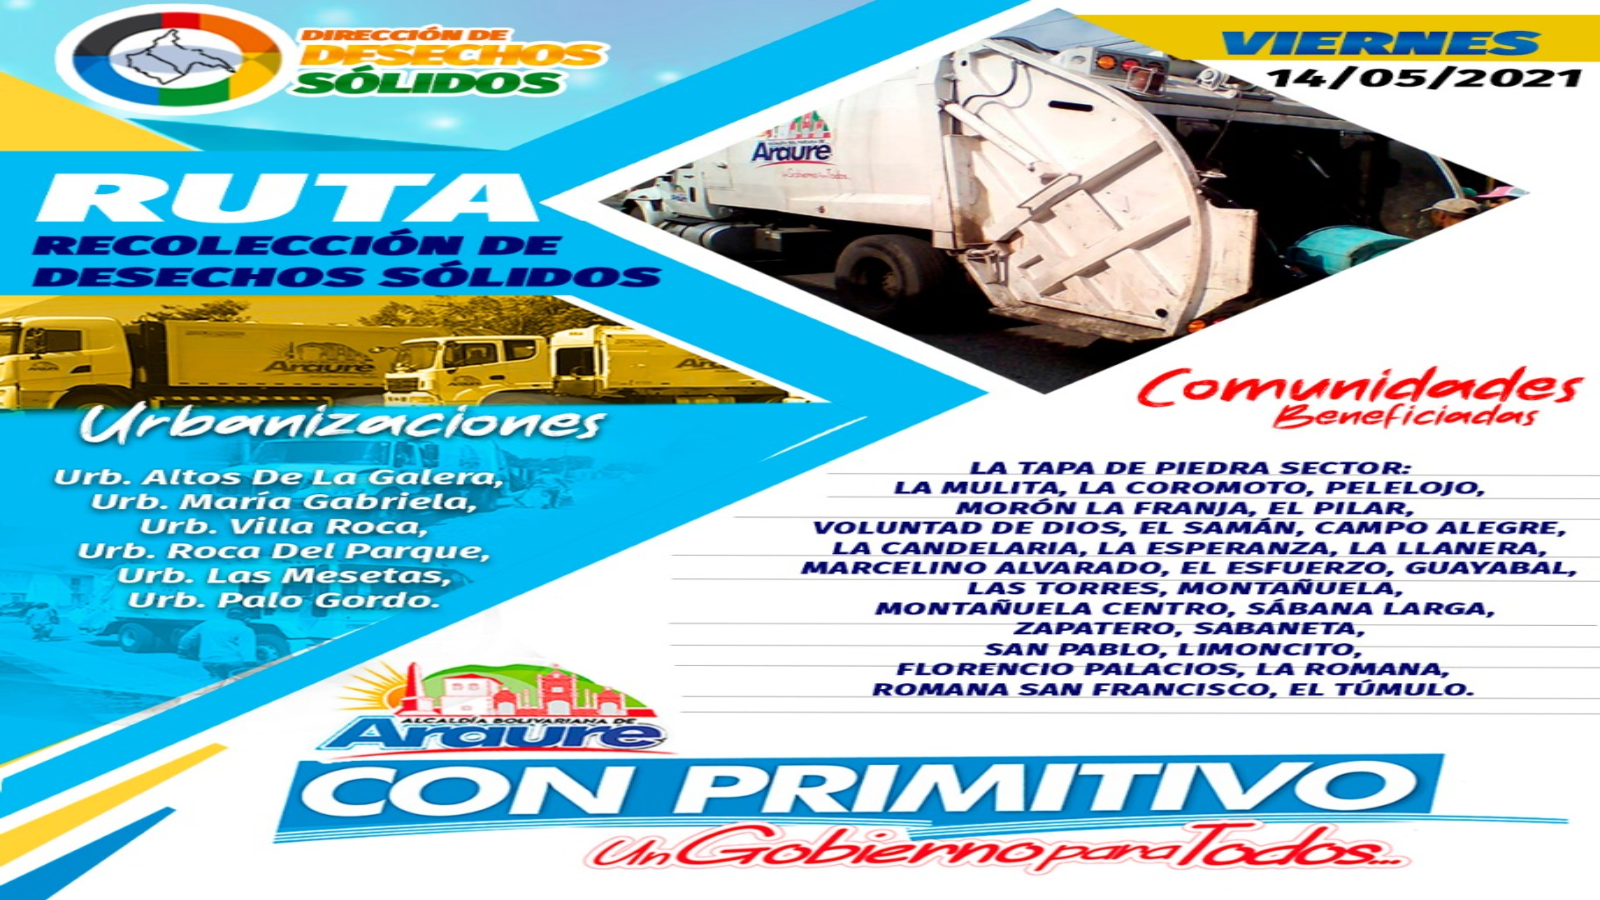 DIRECCIÓN DE
DESECHOS
SÓLIDOS
VIERNES
14/05/2021
Araure
un Gobierno para Todos...
RUTA
RECOLECCIÓN DE
DESECHOS SÓLIDOS
Araure
Urbanizaciones
Urb. Altos De La Galera,
Urb. María Gabriela,
Urb. Villa Roca,
Urb. Roca Del Parque,
Urb. Las Mesetas,
Urb. Palo Gordo.
Comunidades
Beneficiadas
LA TAPA DE PIEDRA SECTOR:
LA MULITA, LA COROMOTO, PELELOJO,
MORÓN LA FRANJA, EL PILAR,
VOLUNTAD DE DIOS, EL SAMÁN, CAMPO ALEGRE,
LA CANDELARIA, LA ESPERANZA, LA LLANERA,
MARCELINO ALVARADO, EL ESFUERZO, GUAYABAL,
LAS TORRES, MONTAÑUELA,
MONTAÑUELA CENTRO, SÁBANA LARGA,
ZAPATERO, SABANETA,
SAN PABLO, LIMONCITO,
FLORENCIO PALACIOS, LA ROMANA,
ROMANA SAN FRANCISCO, EL TÚMULO.
ALCALDÍA BOLIVARIANA DE
Araure
CON PRIMITIVO
Un Gobierno para Todos...